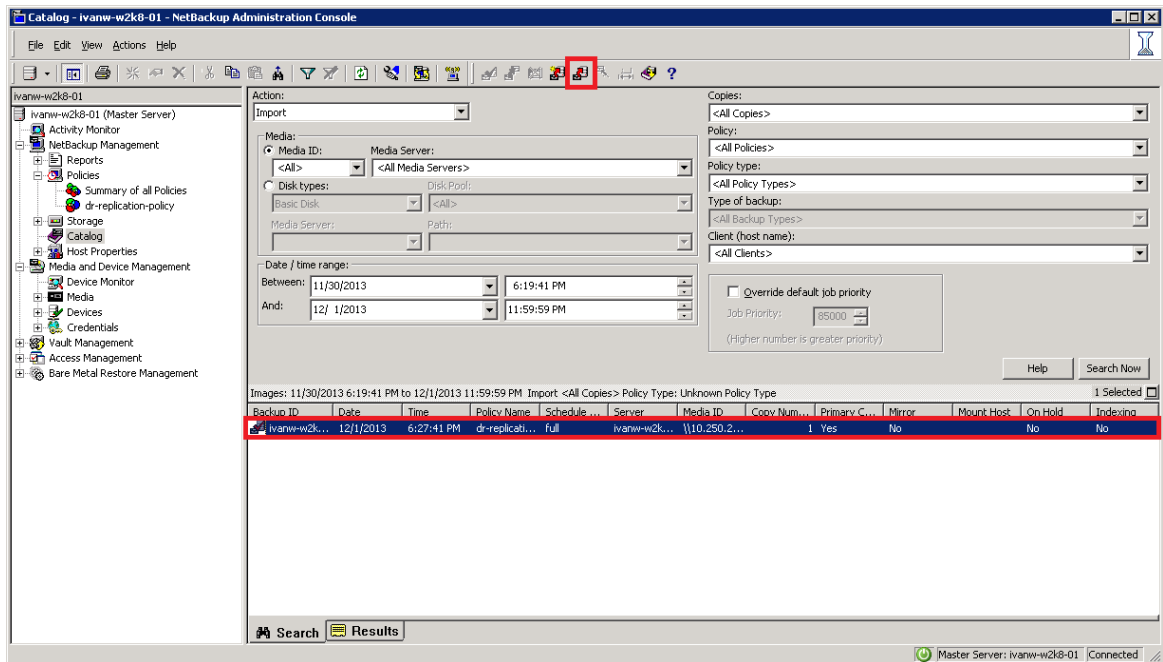 Catalog - ivanw-w2k8-01 - NetBackup Administration Console
File Edit View Actions Help
ivanw-w2k8-01
ivanw-w2k8-01 (Master Server)
Activity Monitor
NetBackup Management
Reports
Policies
Summary of all Policies
dr-replication-policy
Storage
Catalog
Host Properties
Media and Device Management
Device Monitor
Media
Devices
Credentials
Vault Management
Access Management
Bare Metal Restore Management
Action:
Import
Media:
Media ID: Media Server:
<All> <All Media Servers>
Disk types: Disk Pool:
Basic Disk <All>
Media Server: Path:
Date / time range:
Between: 11/30/2013 6:19:41 PM
And: 12/ 1/2013 11:59:59 PM
Copies:
<All Copies>
Policy:
<All Policies>
Policy type:
<All Policy Types>
Type of backup:
<All Backup Types>
Client (host name):
<All Clients>
Override default job priority
Job Priority: 85000
(Higher number is greater priority)
Help Search Now
Images: 11/30/2013 6:19:41 PM to 12/1/2013 11:59:59 PM Import <All Copies> Policy Type: Unknown Policy Type 1 Selected
Backup ID Date Time Policy Name Schedule ... Server Media ID Copy Num... Primary C... Mirror Mount Host On Hold Indexing
ivanw-w2k... 12/1/2013 6:27:41 PM dr-replicati... full ivanw-w2k... \\10.250.2... 1 Yes No No No
Search Results
Master Server: ivanw-w2k8-01 Connected